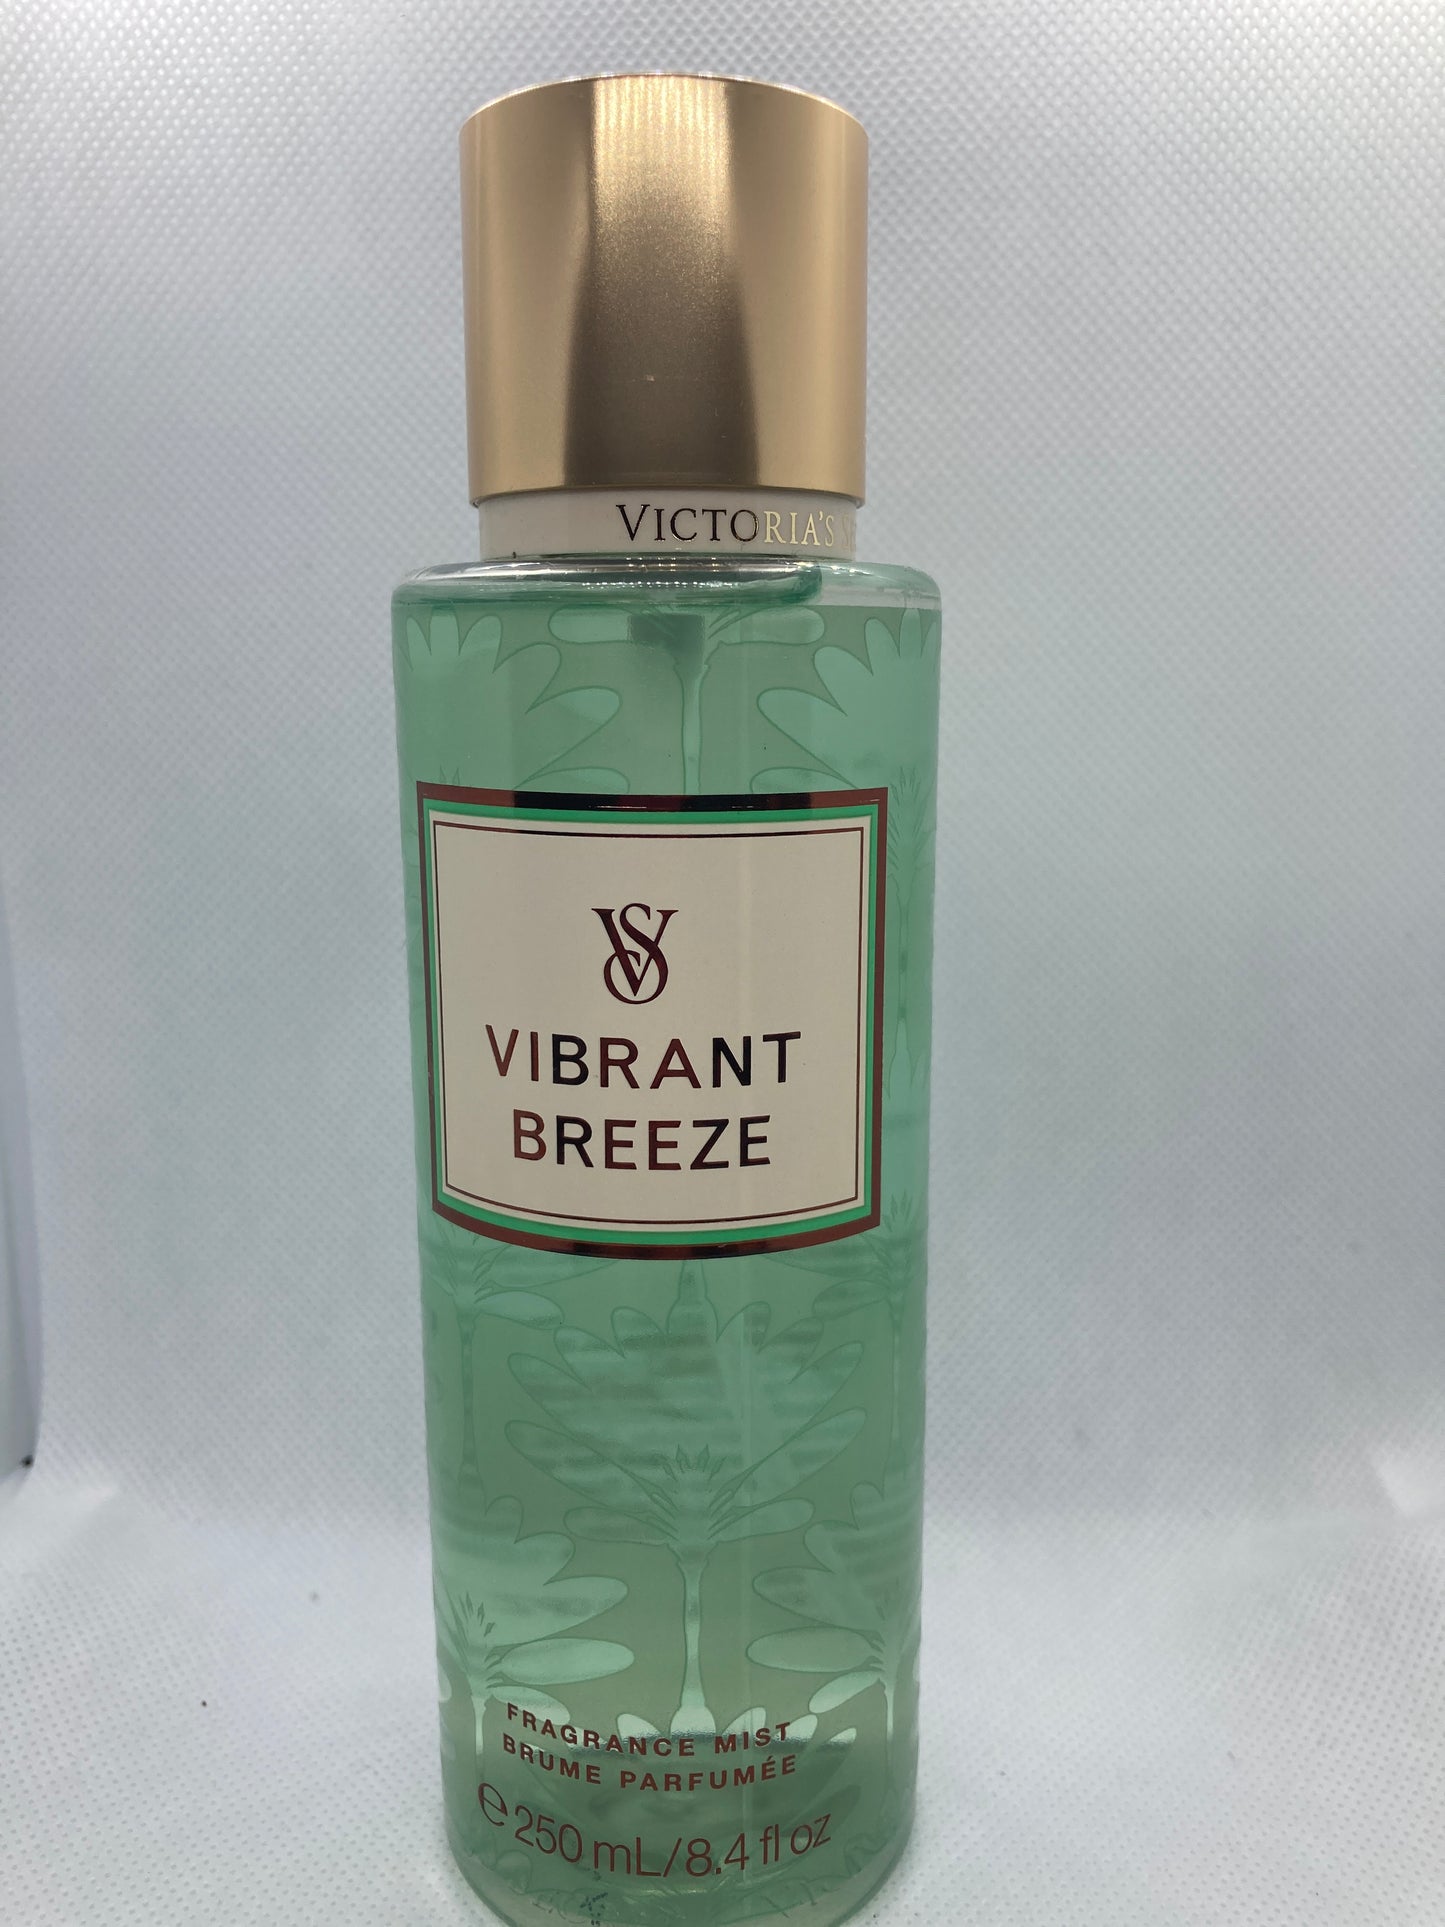 VICTORIA'S
VS
VIBRANT
BREEZE
FRAGRANCE MIST
BRUME PARFUMÉE
℮ 250 mL/8.4 fl oz